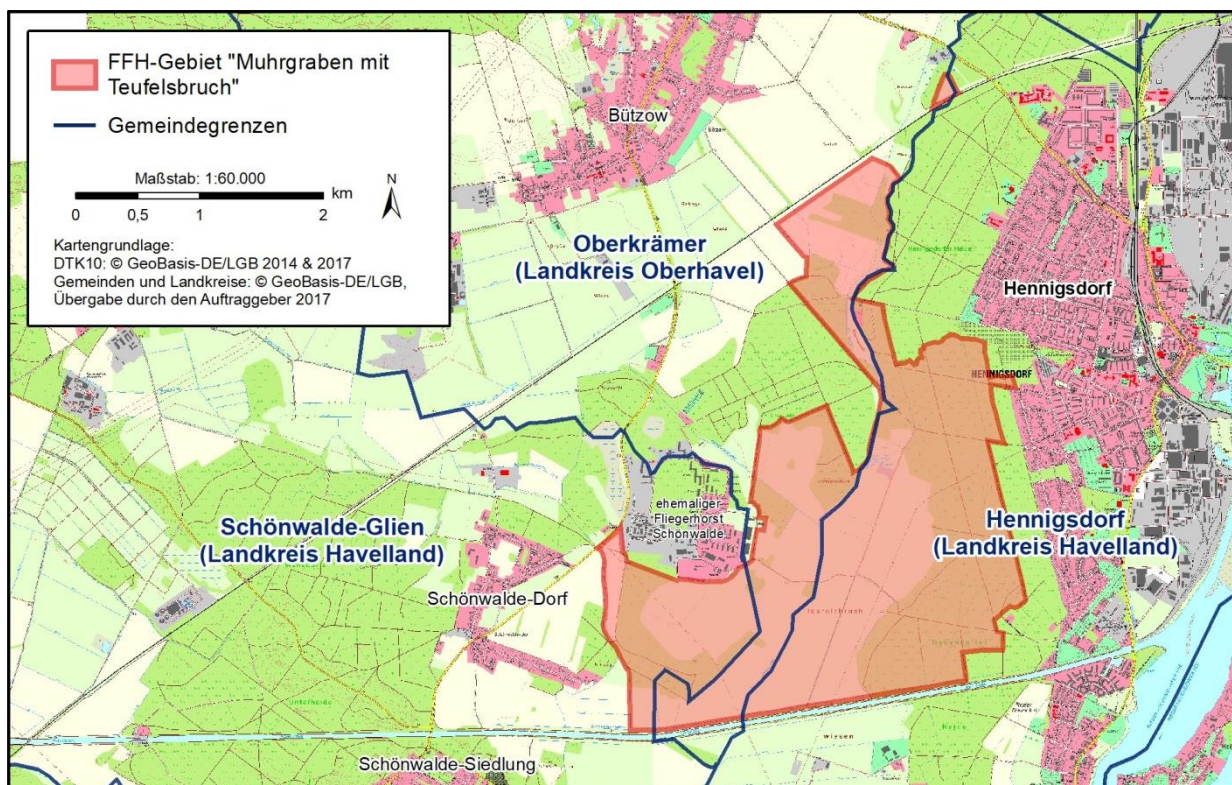 FFH-Gebiet "Muhrgraben mit
Teufelsbruch"
Gemeindegrenzen
Maßstab: 1:60.000
km
0 0,5 1 2
N
Kartengrundlage:
DTK10: © GeoBasis-DE/LGB 2014 & 2017
Gemeinden und Landkreise: © GeoBasis-DE/LGB,
Übergabe durch den Auftraggeber 2017
Bützow
Oberkrämer
(Landkreis Oberhavel)
Hennigsdorf
HENNIGSDORF
ehemaliger
Fliegerhorst
Schönwalde
Schönwalde-Glien
(Landkreis Havelland)
Hennigsdorf
(Landkreis Havelland)
Schönwalde-Dorf
Teufelsbruch
Wiesen
Heide
Schönwalde-Siedlung